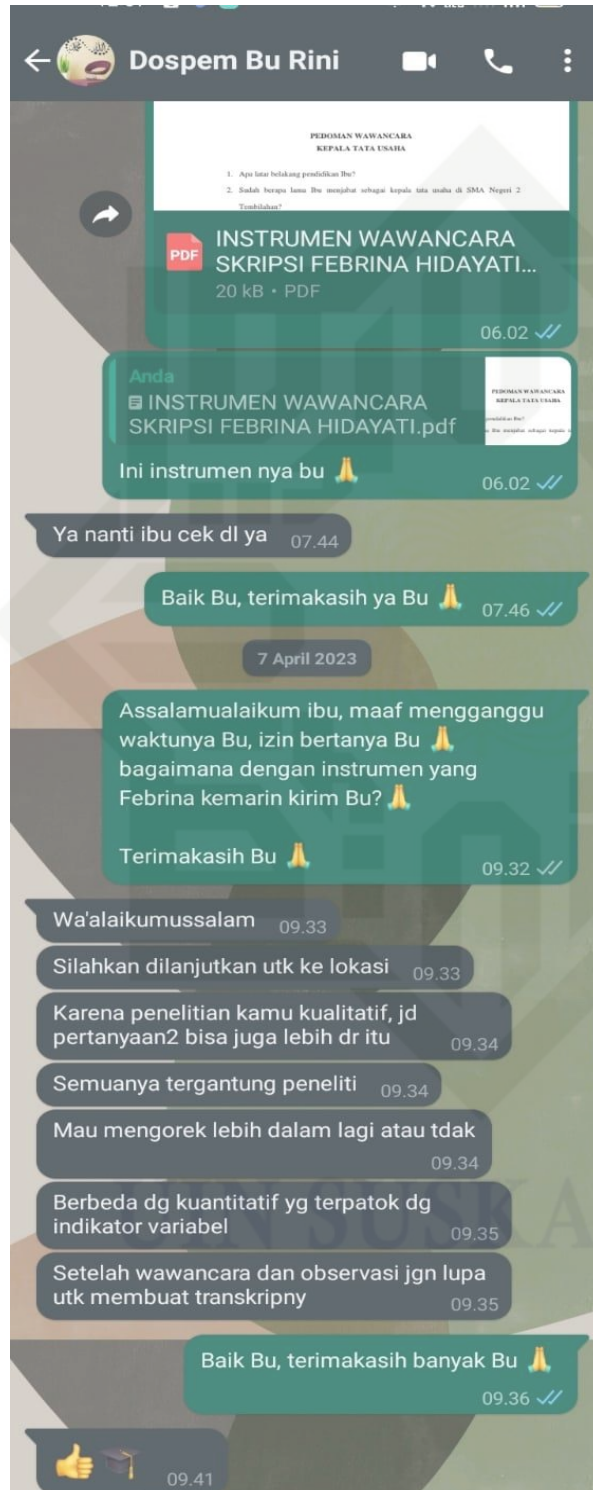 Dospem Bu Rini
PEDOMAN WAWANCARA
KEPALA TATA USAHA
1. Apa latar belakang pendidikan Ibu?
2. Sudah berapa lama Ibu menjabat sebagai kepala tata usaha di SMA Negeri 2
Tembilahan?
PDF
INSTRUMEN WAWANCARA
SKRIPSI FEBRINA HIDAYATI...
20 kB • PDF
06.02
Anda
INSTRUMEN WAWANCARA
SKRIPSI FEBRINA HIDAYATI.pdf
PEDOMAN WAWANCARA
KEPALA TATA USAHA
Ini instrumen nya bu 🙏
06.02
Ya nanti ibu cek dl ya 07.44
Baik Bu, terimakasih ya Bu 🙏 07.46
7 April 2023
Assalamualaikum ibu, maaf mengganggu
waktunya Bu, izin bertanya Bu 🙏
bagaimana dengan instrumen yang
Febrina kemarin kirim Bu? 🙏
Terimakasih Bu 🙏
09.32
Wa'alaikumussalam 09.33
Silahkan dilanjutkan utk ke lokasi 09.33
Karena penelitian kamu kualitatif, jd
pertanyaan2 bisa juga lebih dr itu 09.34
Semuanya tergantung peneliti 09.34
Mau mengorek lebih dalam lagi atau tdak
09.34
Berbeda dg kuantitatif yg terpatok dg
indikator variabel 09.35
Setelah wawancara dan observasi jgn lupa
utk membuat transkripny 09.35
UIN SUSKA
Baik Bu, terimakasih banyak Bu 🙏
09.36
👍🎓 09.41